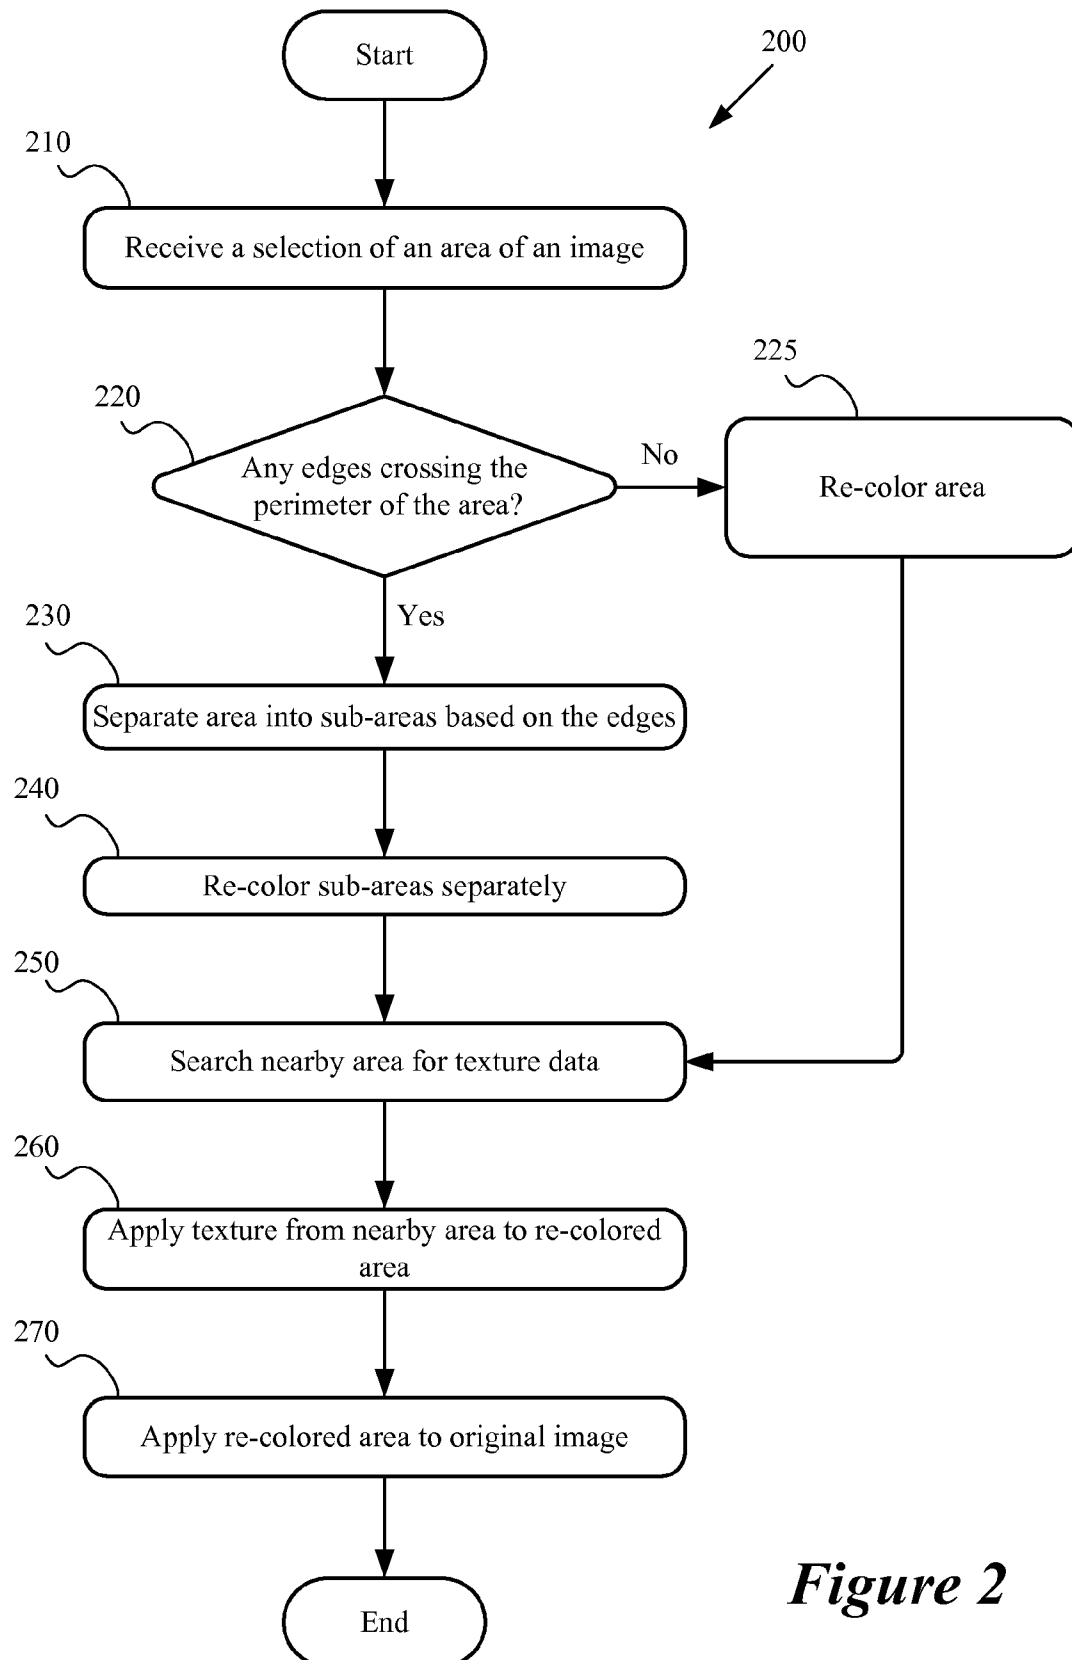 Start
200
210
Receive a selection of an area of an image
225
220
Any edges crossing the
perimeter of the area?
No
Re-color area
Yes
230
Separate area into sub-areas based on the edges
240
Re-color sub-areas separately
250
Search nearby area for texture data
260
Apply texture from nearby area to re-colored
area
270
Apply re-colored area to original image
End
Figure 2